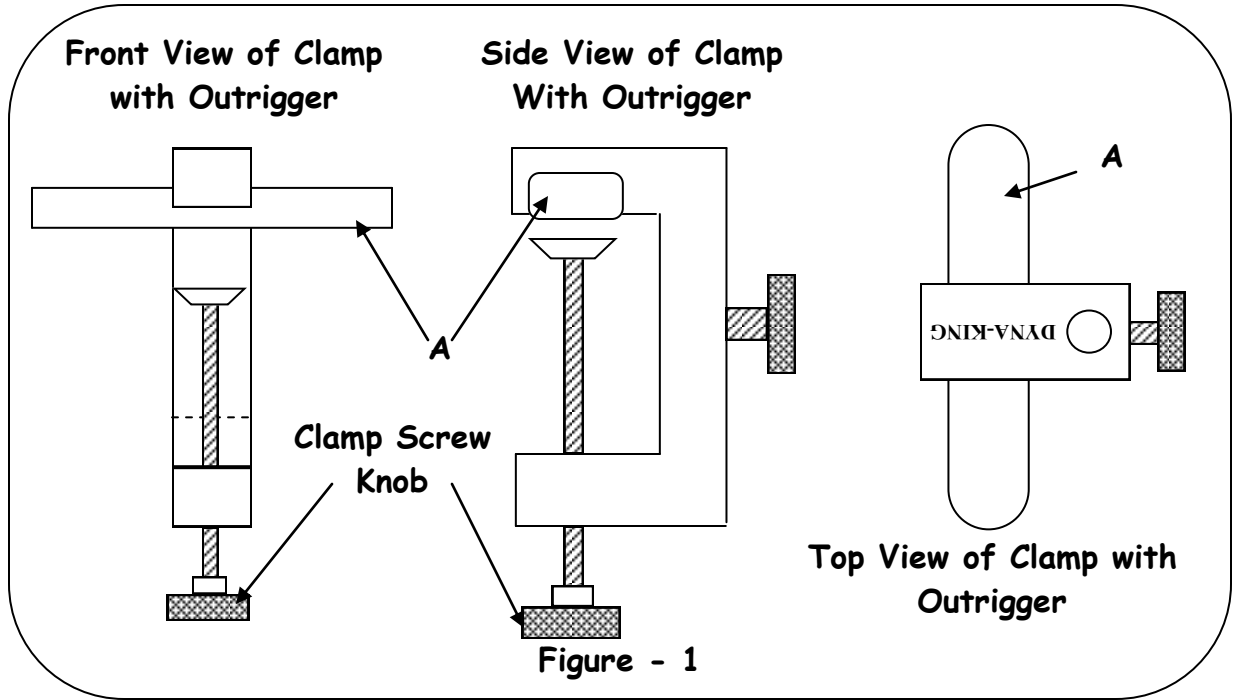 Front View of Clamp
with Outrigger
Side View of Clamp
With Outrigger
A
A
DYNA-KING
Clamp Screw
Knob
Top View of Clamp with
Outrigger
Figure - 1